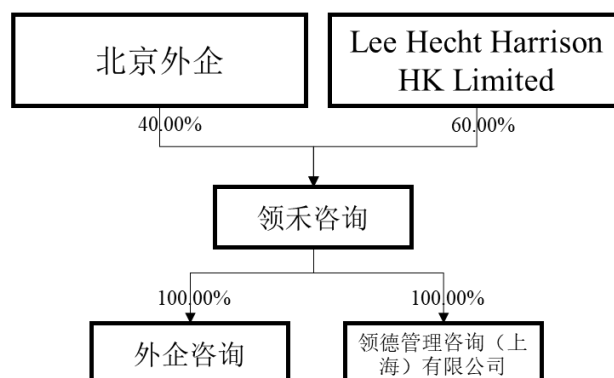 北京外企
Lee Hecht Harrison
HK Limited
40.00%
60.00%
领禾咨询
100.00%
100.00%
外企咨询
领德管理咨询（上
海）有限公司